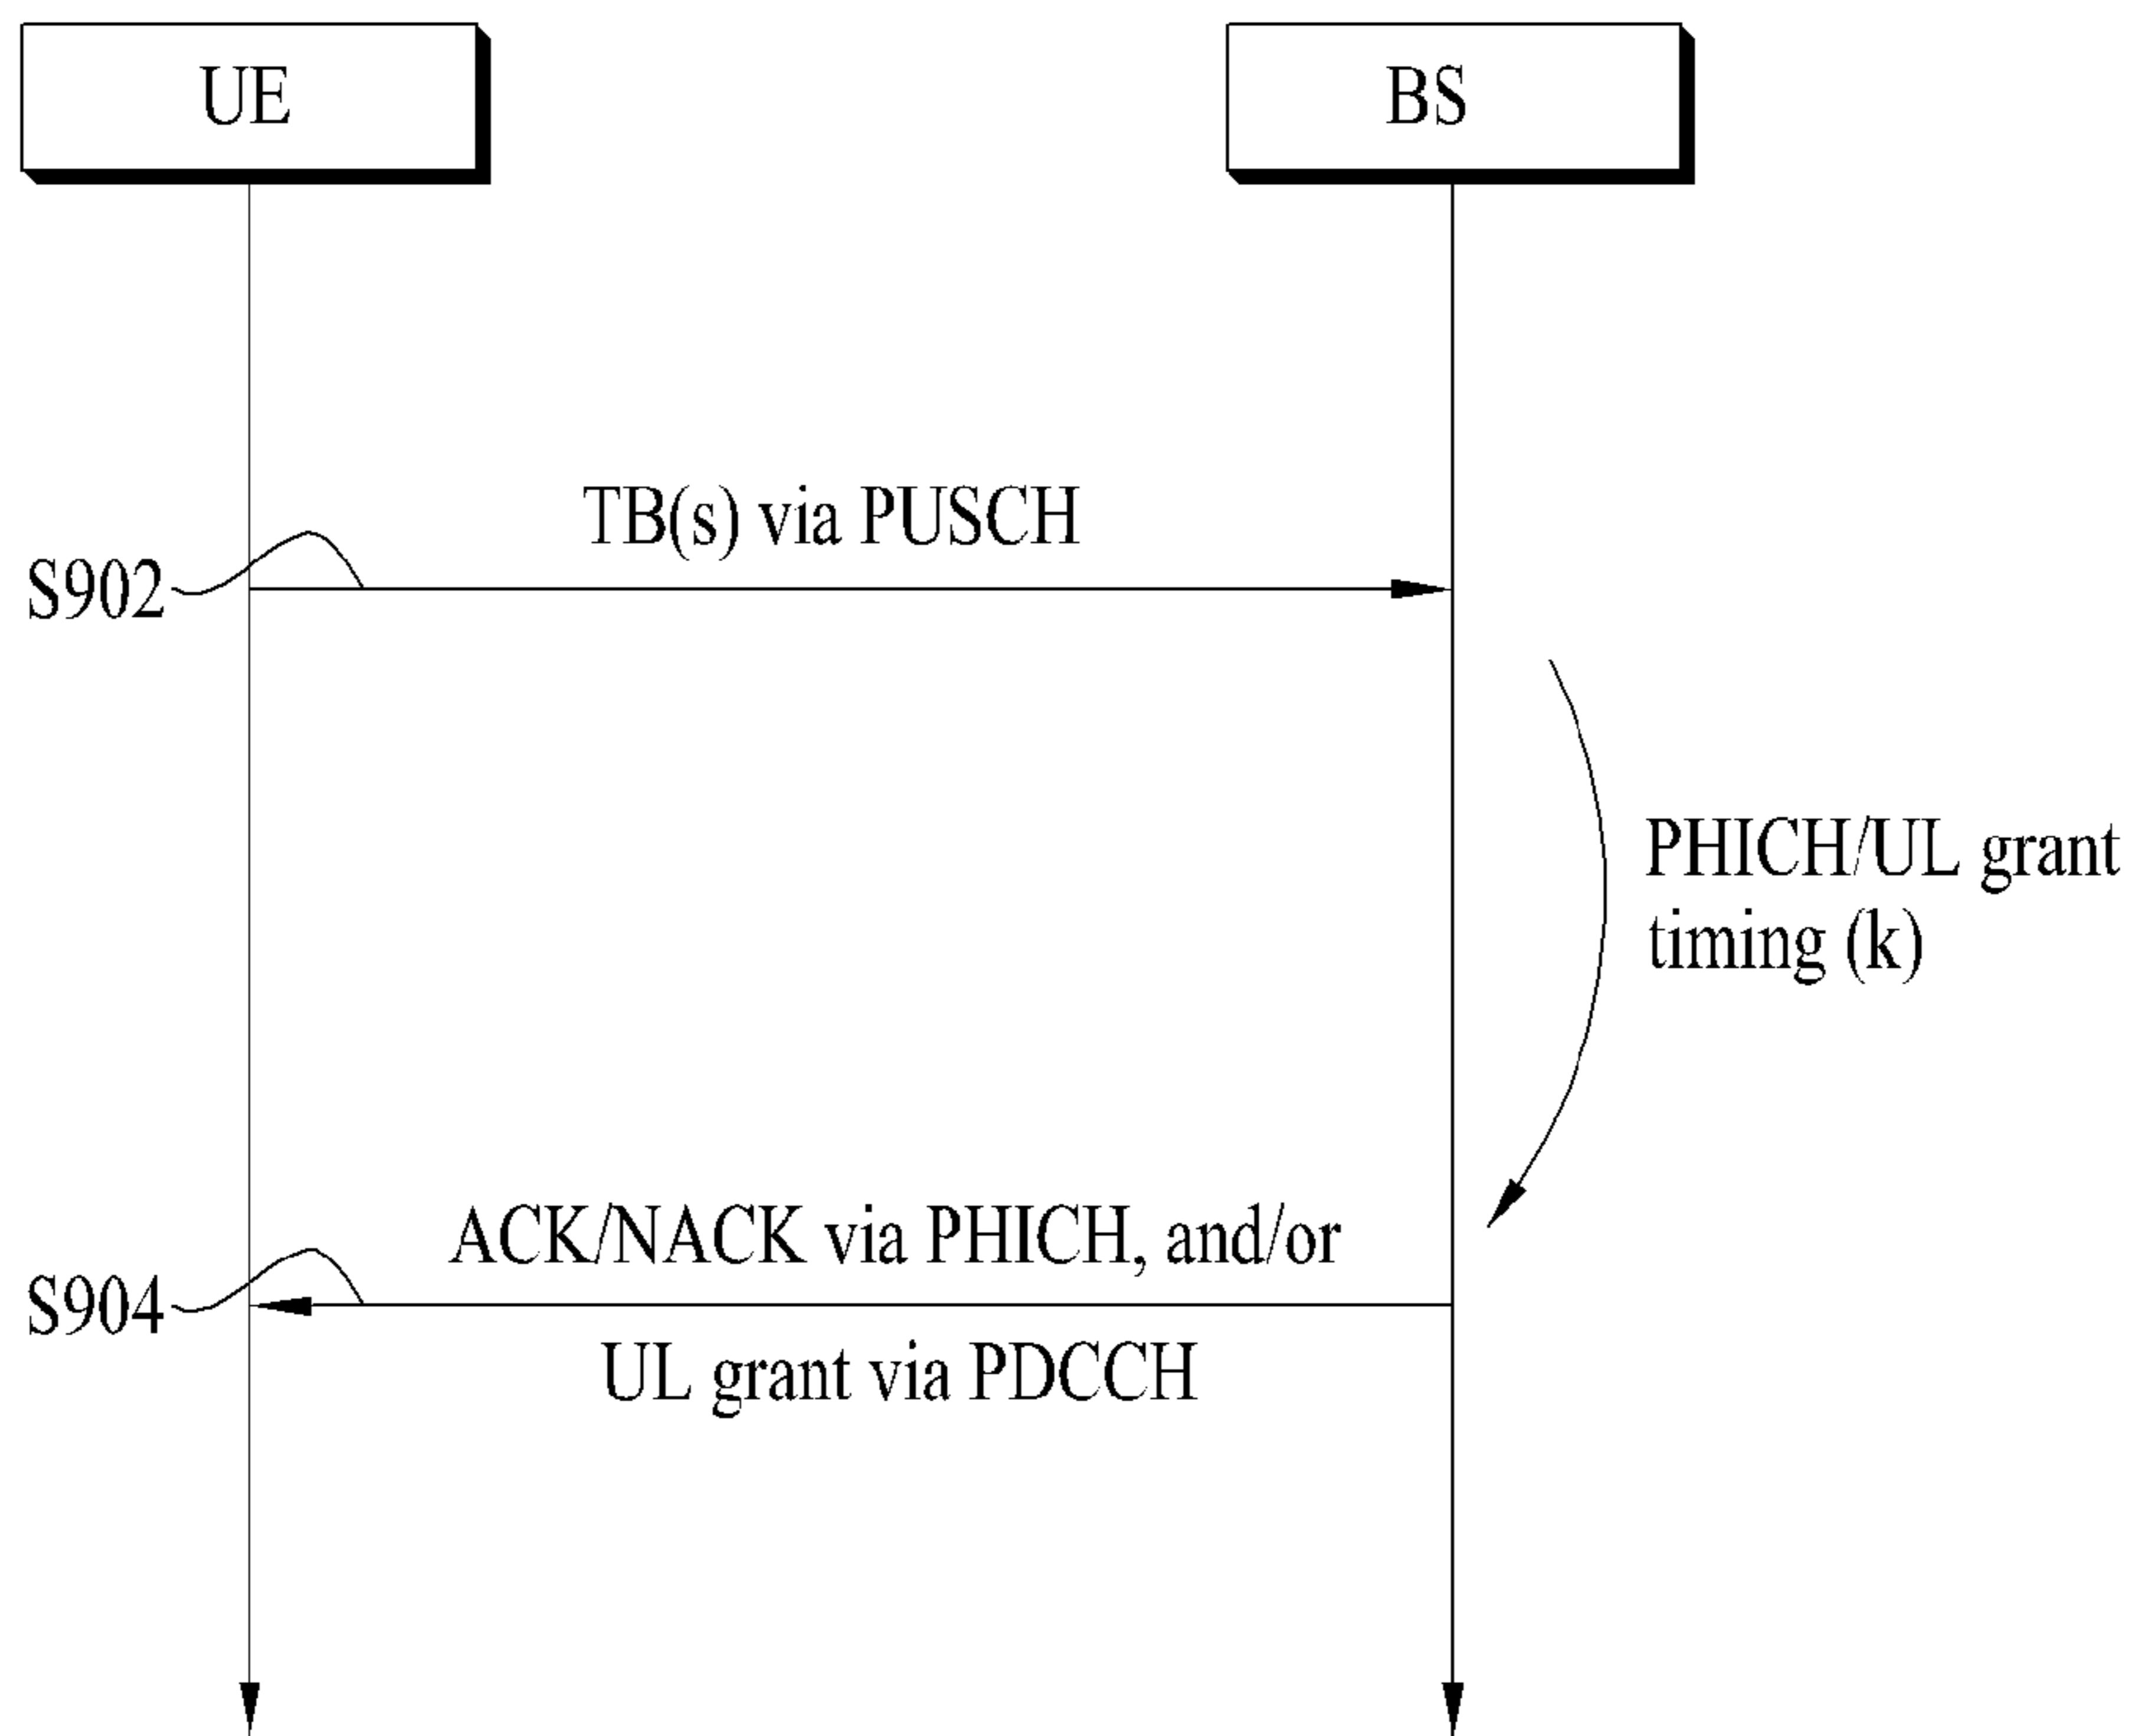 UE
BS
TB(s) via PUSCH
S902
PHICH/UL grant
timing (k)
ACK/NACK via PHICH, and/or
S904
UL grant via PDCCH